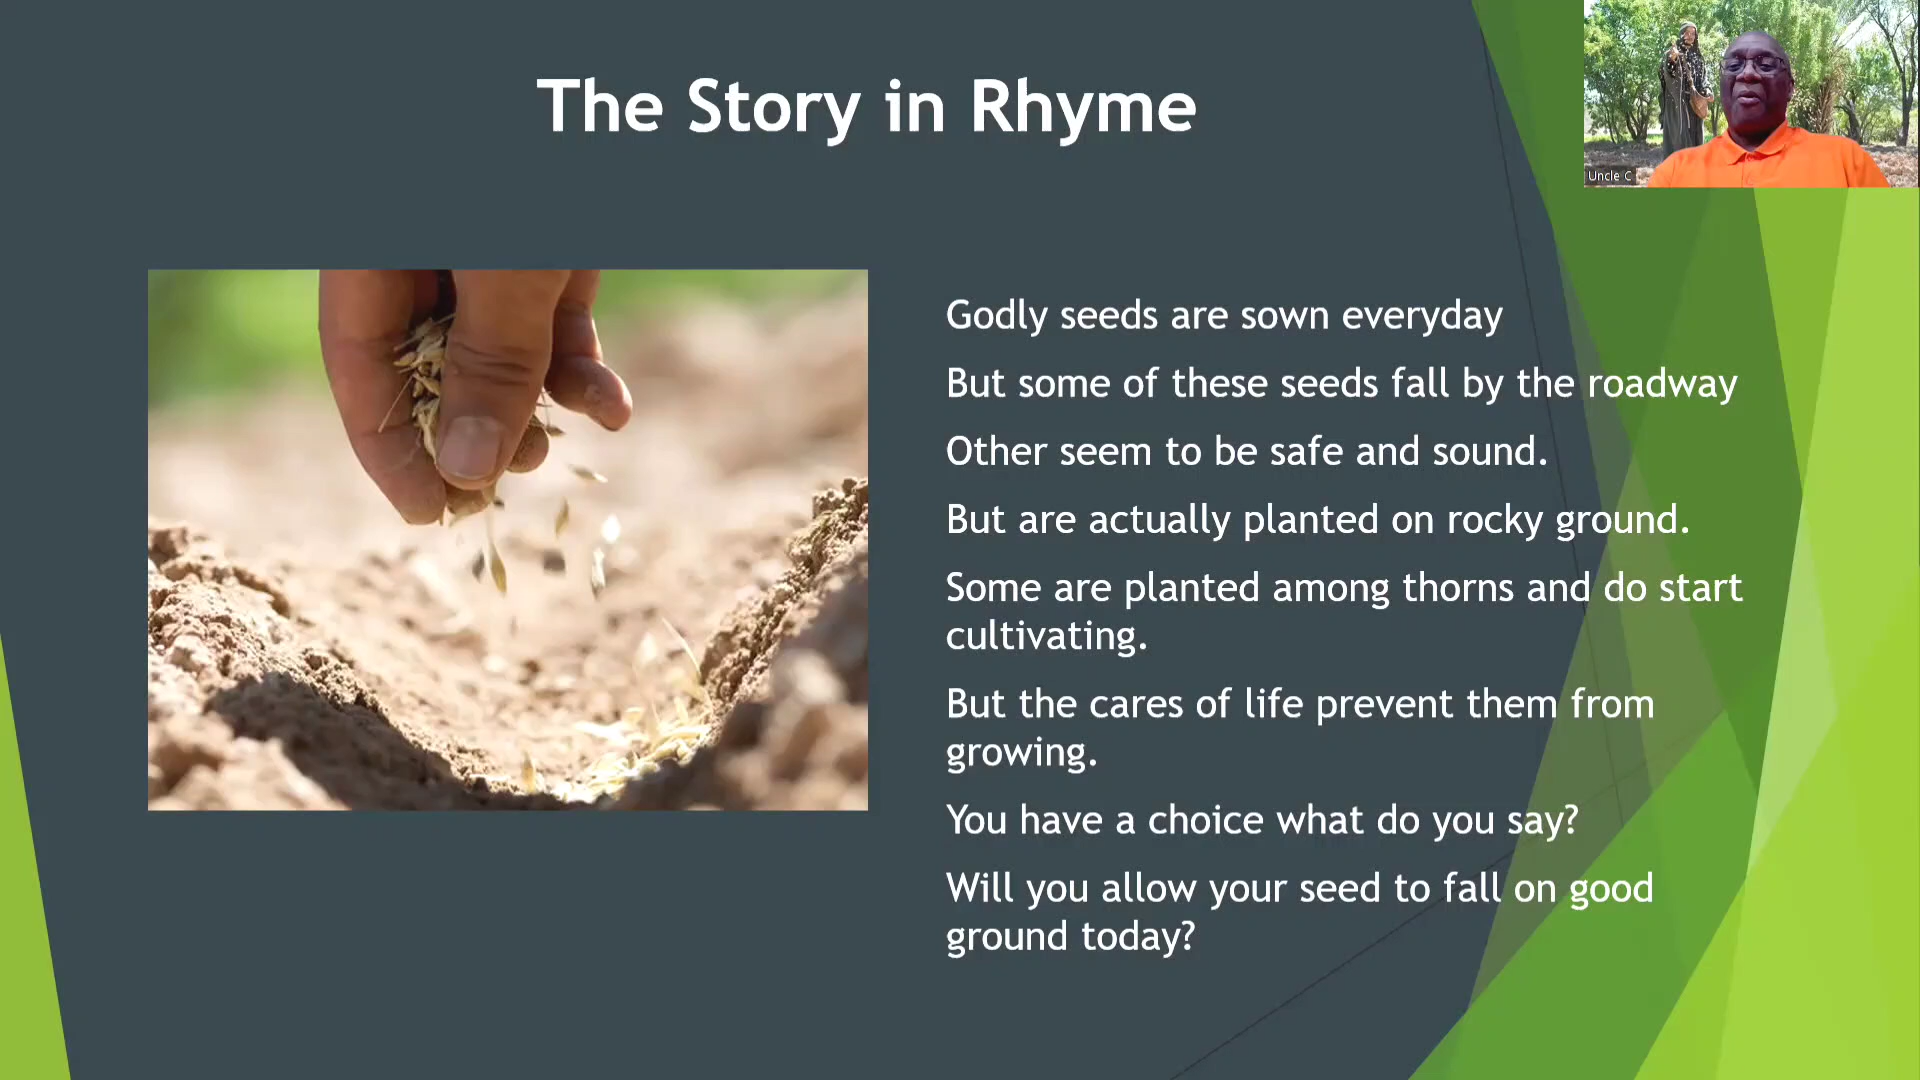 The Story in Rhyme
Uncle C
Godly seeds are sown everyday
But some of these seeds fall by the roadway
Other seem to be safe and sound.
But are actually planted on rocky ground.
Some are planted among thorns and do start
cultivating.
But the cares of life prevent them from
growing.
You have a choice what do you say?
Will you allow your seed to fall on good
ground today?